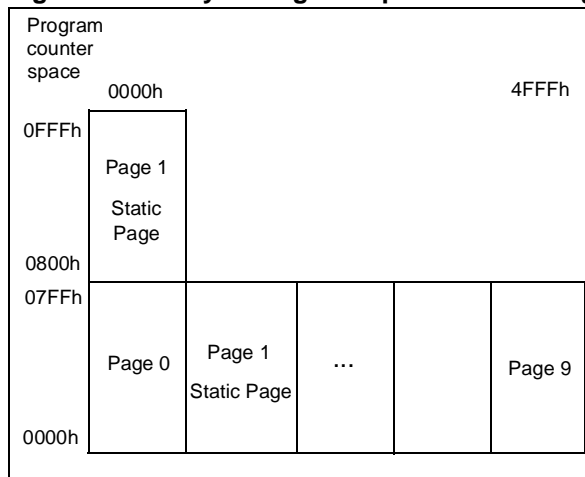 Program
counter
space
0000h
4FFFh
0FFFh
Page 1
Static
Page
0800h
07FFh
Page 0
Page 1
Static Page
...
Page 9
0000h